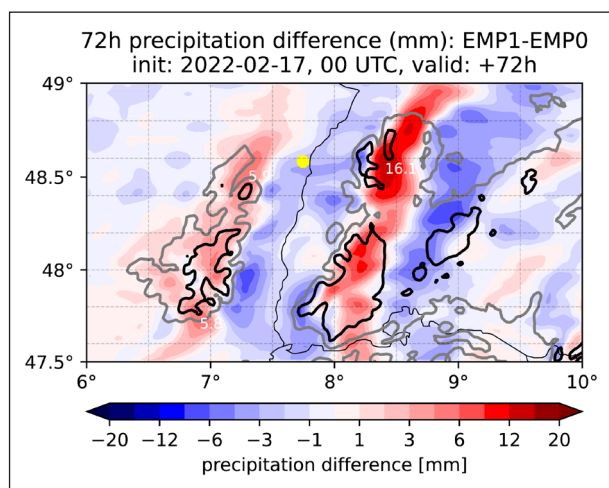 72h precipitation difference (mm): EMP1-EMP0
init: 2022-02-17, 00 UTC, valid: +72h
49°
48.5°
48°
47.5°
5.9
16.1
5.8
6° 7° 8° 9° 10°
−20 −12 −6 −3 −1 1 3 6 12 20
precipitation difference [mm]